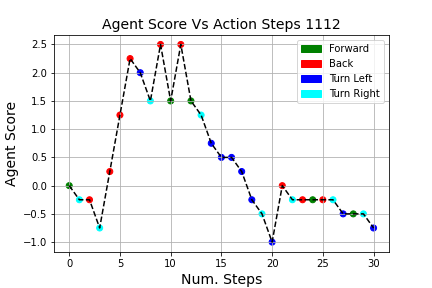 Agent Score Vs Action Steps 1112
Forward
Back
Turn Left
Turn Right
Agent Score
2.5
2.0
1.5
1.0
0.5
0.0
−0.5
−1.0
0 5 10 15 20 25 30
Num. Steps